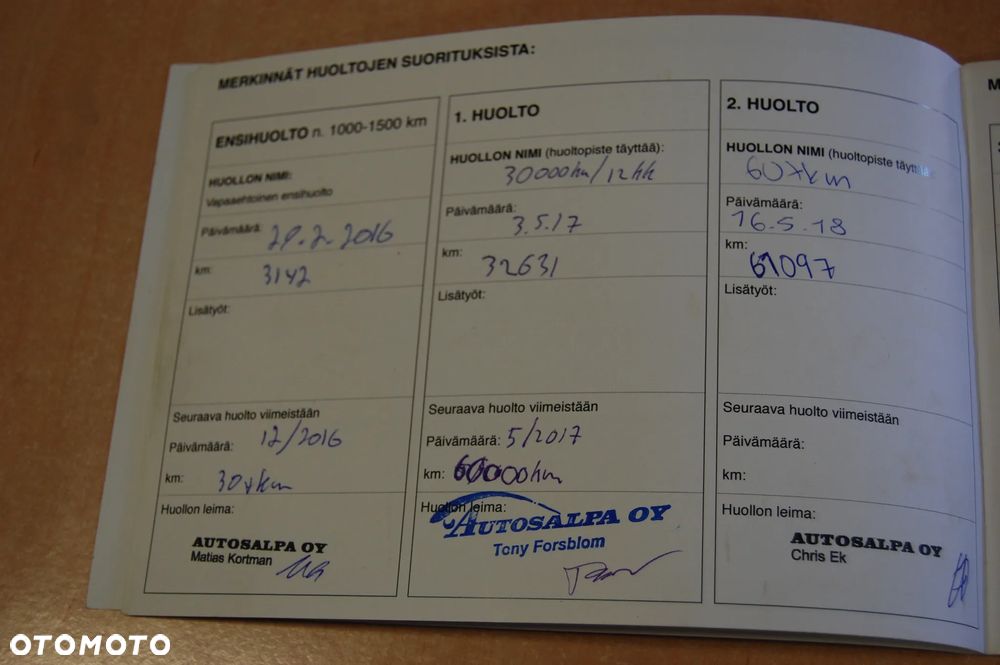 MERKINNÄT HUOLTOJEN SUORITUKSISTA:
ENSIHUOLTO n. 1000-1500 km
HUOLLON NIMI:
Vapaaehtoinen ensihuolto
Päivämäärä: 29.2.2016
km: 3142
Lisätyöt:
Seuraava huolto viimeistään
Päivämäärä: 12/2016
km: 30tkm
Huollon leima:
AUTOSALPA OY
Matias Kortman
1. HUOLTO
HUOLLON NIMI (huoltopiste täyttää):
30000km/12kk
Päivämäärä:
3.5.17
km:
32631
Lisätyöt:
Seuraava huolto viimeistään
Päivämäärä: 5/2017
km: 60000km
Huollon leima:
AUTOSALPA OY
Tony Forsblom
2. HUOLTO
HUOLLON NIMI (huoltopiste täyttää
60tkm
Päivämäärä:
16.5.18
km:
61097
Lisätyöt:
Seuraava huolto viimeistään
Päivämäärä:
km:
Huollon leima:
AUTOSALPA OY
Chris Ek
OTOMOTO